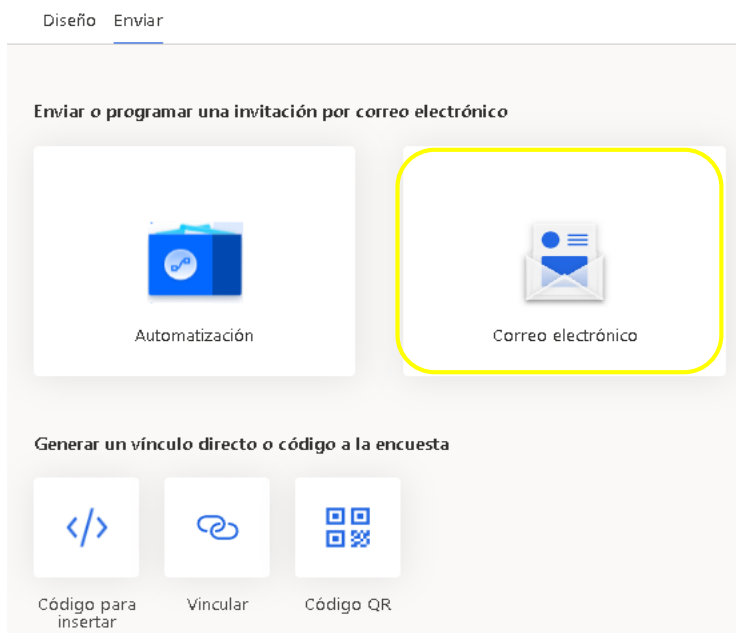 Diseño Enviar
Enviar o programar una invitación por correo electrónico
Automatización
Correo electrónico
Generar un vínculo directo o código a la encuesta
Código para
insertar
Vincular
Código QR